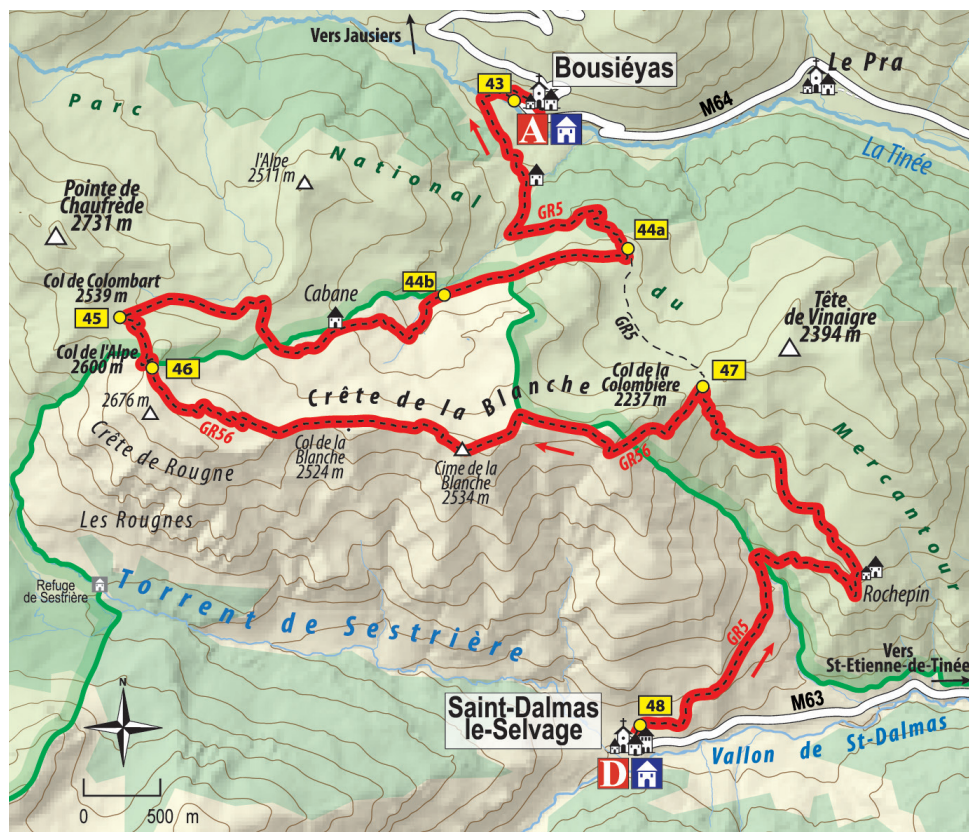 Vers Jausiers
Bousiéyas
Le Pra
43
M64
A
La Tinée
Parc
National
l'Alpe
2511 m
Pointe de
Chaufrède
2731 m
GR5
44a
Col de Colombart
2539 m
45
Cabane
44b
du
GR5
Tête
de Vinaigre
2394 m
Col de l'Alpe
2600 m
46
Col de la
Colombière
2237 m
47
Crête de la Blanche
2676 m
GR56
Crête de Rougne
Col de la
Blanche
2524 m
Cime de la
Blanche
2534 m
GR56
Mercantour
Les Rougnes
Refuge
de Sestrière
Torrent de Sestrière
Rochepin
GR5
Vers
St-Etienne-de-Tinée
N
Saint-Dalmas
le-Selvage
48
M63
D
Vallon de St-Dalmas
0 500 m